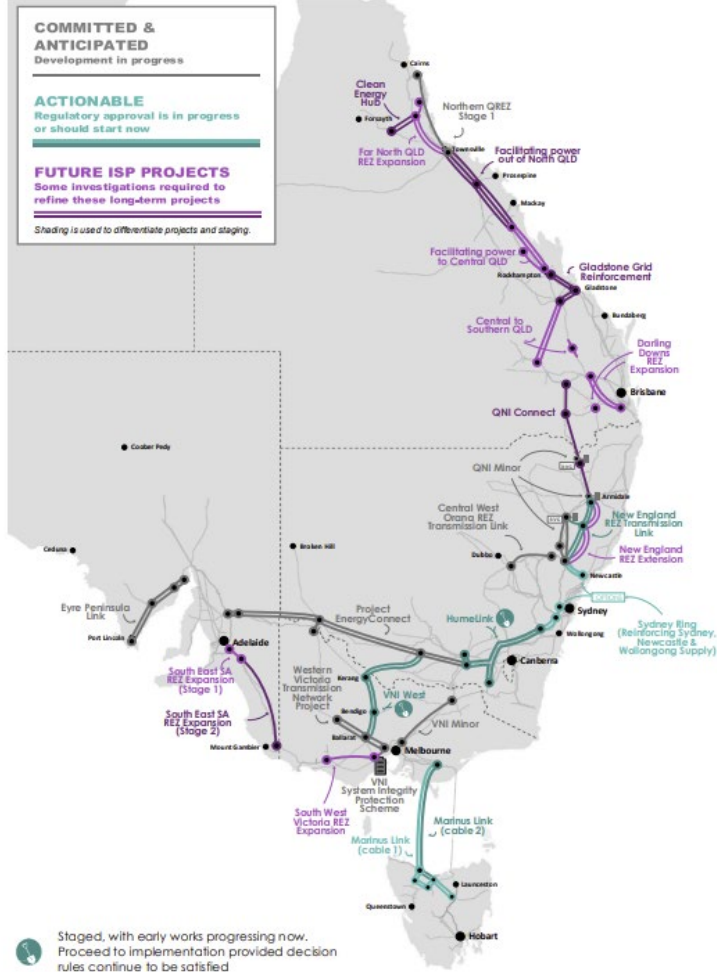 COMMITTED &
ANTICIPATED
Development in progress
ACTIONABLE
Regulatory approval is in progress
or should start now
FUTURE ISP PROJECTS
Some investigations required to
refine these long-term projects
Shading is used to differentiate projects and staging.
Cairns
Clean
Energy
Hub
Forsayth
Northern QREZ
Stage 1
Far North QLD
REZ Expansion
Townsville
Facilitating power
out of North QLD
Proserpine
Mackay
Facilitating power
to Central QLD
Rockhampton
Gladstone Grid
Reinforcement
Gladstone
Bundaberg
Central to
Southern QLD
Darling
Downs
REZ
Expansion
Brisbane
QNI Connect
Coober Pedy
QNI Minor
Armidale
Central West
Orana REZ
Transmission Link
New England
REZ Transmission
Link
New England
REZ Extension
Dubbo
Broken Hill
Ceduna
Newcastle
Eyre Peninsula
Link
Port Lincoln
Project
EnergyConnect
HumeLink
Sydney
Sydney Ring
(Reinforcing Sydney,
Newcastle &
Wollongong Supply)
Wollongong
Adelaide
Canberra
South East SA
REZ Expansion
(Stage 1)
Western
Victoria
Transmission
Network
Project
Kerang
VNI West
South East SA
REZ Expansion
(Stage 2)
Bendigo
VNI Minor
Ballarat
Mount Gambier
Melbourne
VNI
System Integrity
Protection
Scheme
South West
Victoria REZ
Expansion
Marinus Link
(cable 2)
Marinus Link
(cable 1)
Launceston
Queenstown
Hobart
Staged, with early works progressing now.
Proceed to implementation provided decision
rules continue to be satisfied